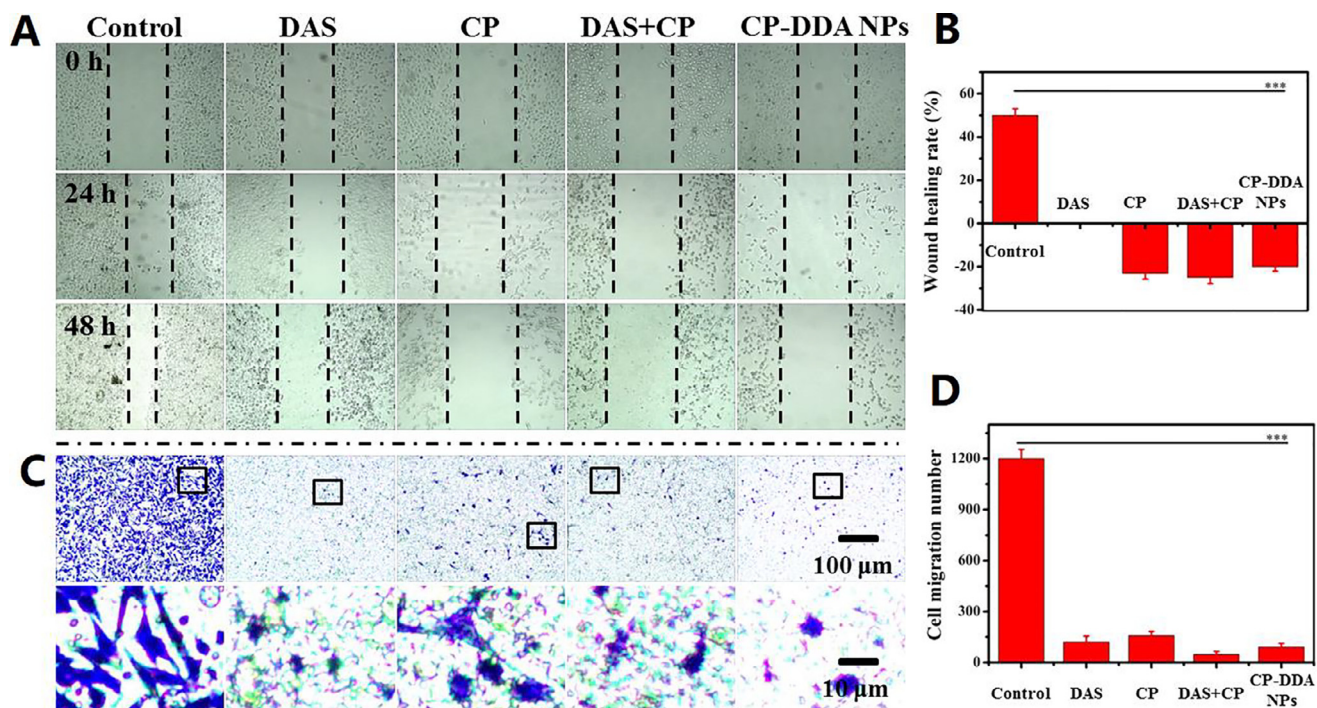 A
Control DAS CP DAS+CP CP-DDA NPs
0 h
24 h
48 h
B
Wound healing rate (%)
60
40
20
0
-20
-40
***
Control
DAS
CP
DAS+CP
CP-DDA
NPs
C
100 μm
10 μm
D
Cell migration number
1200
900
600
300
0
***
Control DAS CP DAS+CP CP-DDA
NPs